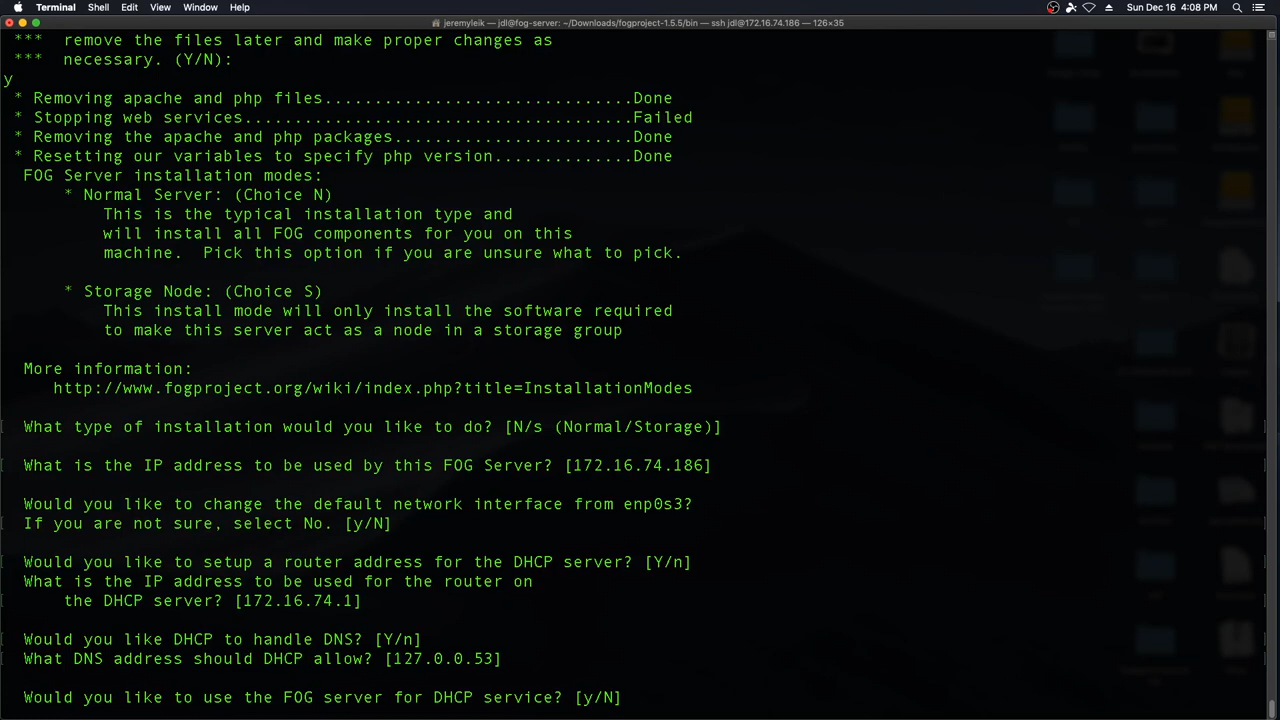 Terminal Shell Edit View Window Help Sun Dec 16 4:08 PM
jeremyleik — jdl@fog-server: ~/Downloads/fogproject-1.5.5/bin — ssh jdl@172.16.74.186 — 126×35
*** remove the files later and make proper changes as
*** necessary. (Y/N):
y
* Removing apache and php files...............................Done
* Stopping web services.......................................Failed
* Removing the apache and php packages........................Done
* Resetting our variables to specify php version..............Done
FOG Server installation modes:
* Normal Server: (Choice N)
This is the typical installation type and
will install all FOG components for you on this
machine. Pick this option if you are unsure what to pick.
* Storage Node: (Choice S)
This install mode will only install the software required
to make this server act as a node in a storage group
More information:
http://www.fogproject.org/wiki/index.php?title=InstallationModes
What type of installation would you like to do? [N/s (Normal/Storage)]
What is the IP address to be used by this FOG Server? [172.16.74.186]
Would you like to change the default network interface from enp0s3?
If you are not sure, select No. [y/N]
Would you like to setup a router address for the DHCP server? [Y/n]
What is the IP address to be used for the router on
the DHCP server? [172.16.74.1]
Would you like DHCP to handle DNS? [Y/n]
What DNS address should DHCP allow? [127.0.0.53]
Would you like to use the FOG server for DHCP service? [y/N]